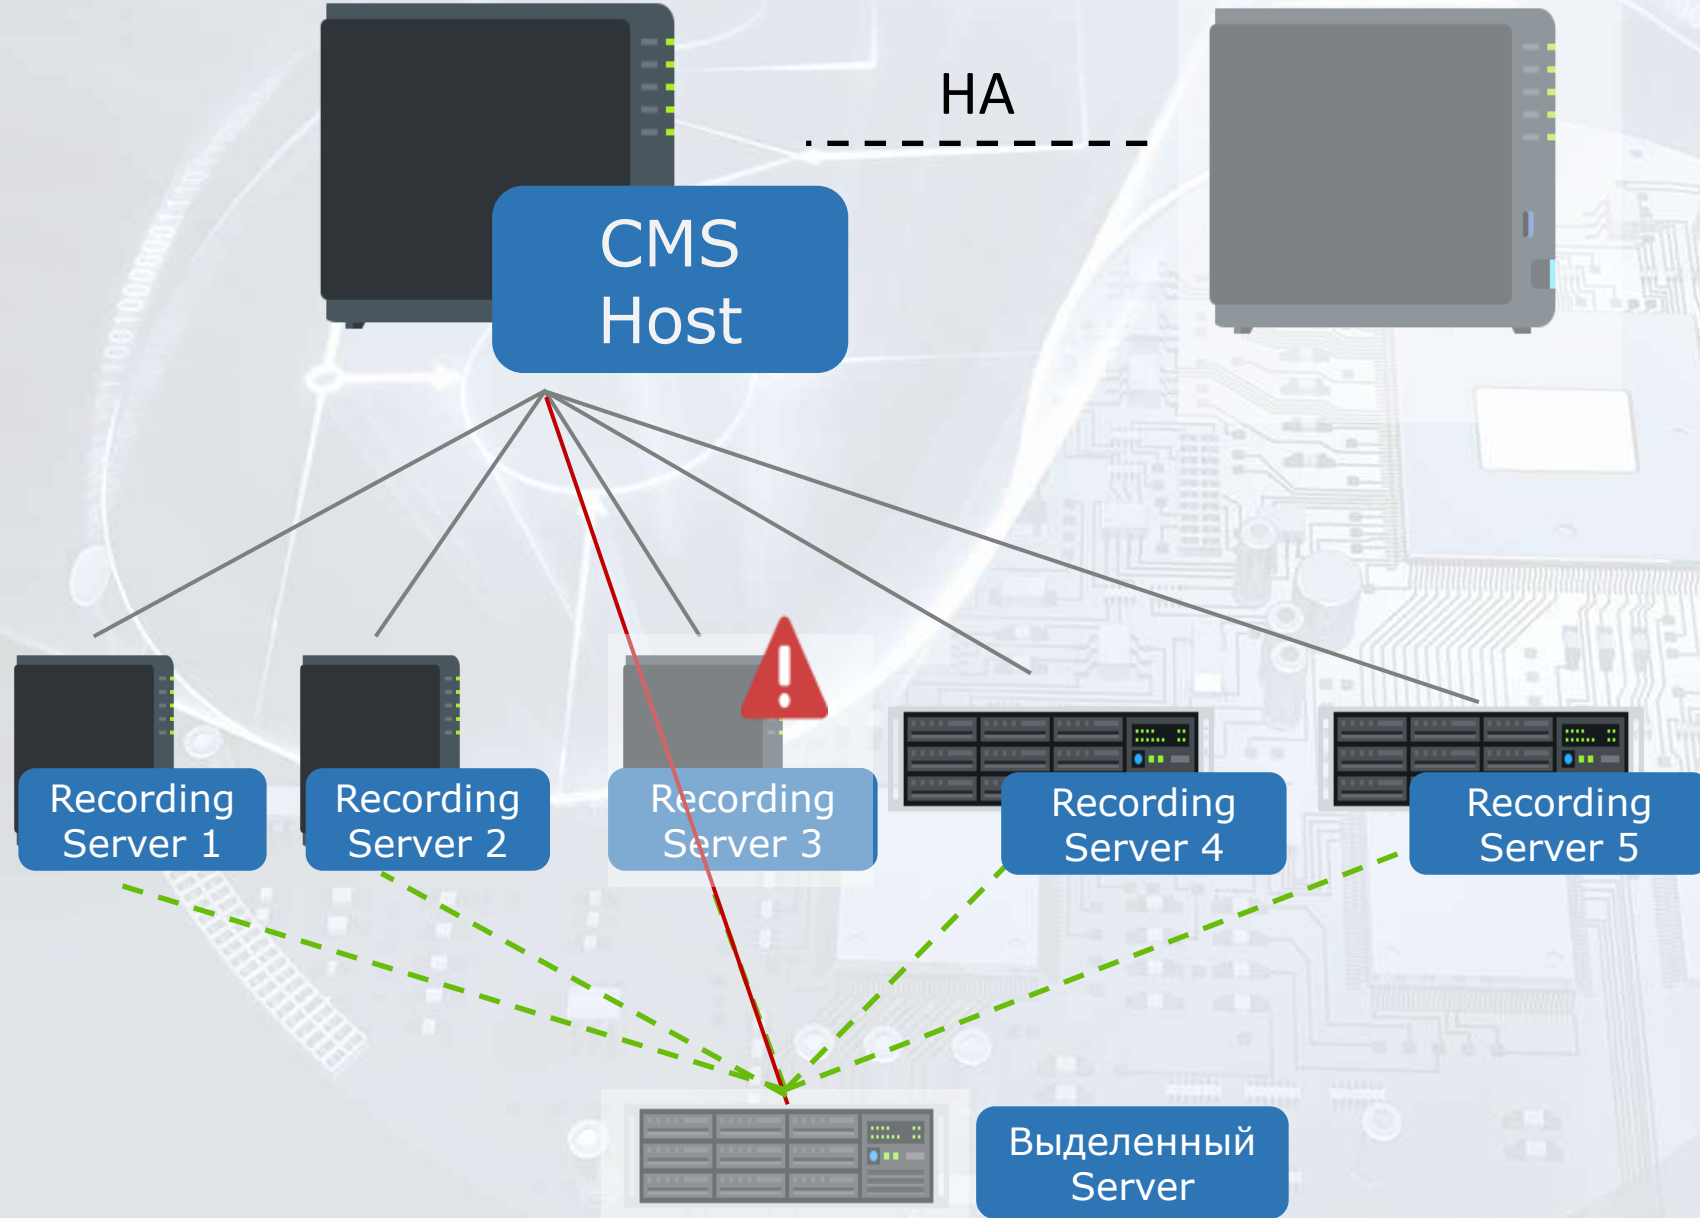 HA
CMS
Host
Recording
Server 1
Recording
Server 2
Recording
Server 3
Recording
Server 4
Recording
Server 5
Выделенный
Server